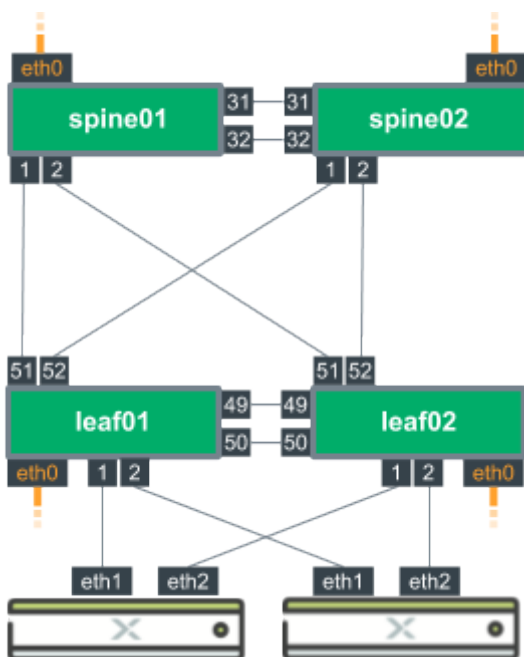 eth0 eth0
spine01 31 31 spine02
32 32
1 2 1 2
51 52 51 52
leaf01 49 49 leaf02
50 50
eth0 1 2 1 2 eth0
eth1 eth2 eth1 eth2